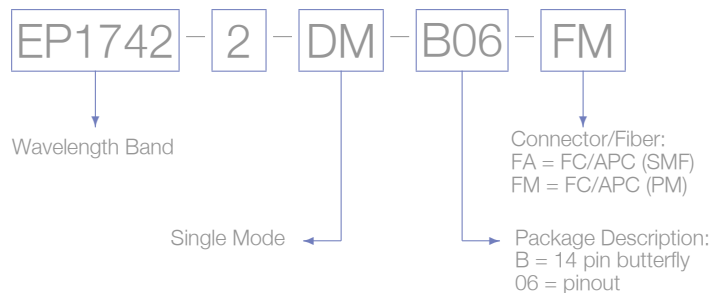 EP1742 - 2 - DM - B06 - FM
Wavelength Band
Connector/Fiber:
FA = FC/APC (SMF)
FM = FC/APC (PM)
Single Mode
Package Description:
B = 14 pin butterfly
06 = pinout